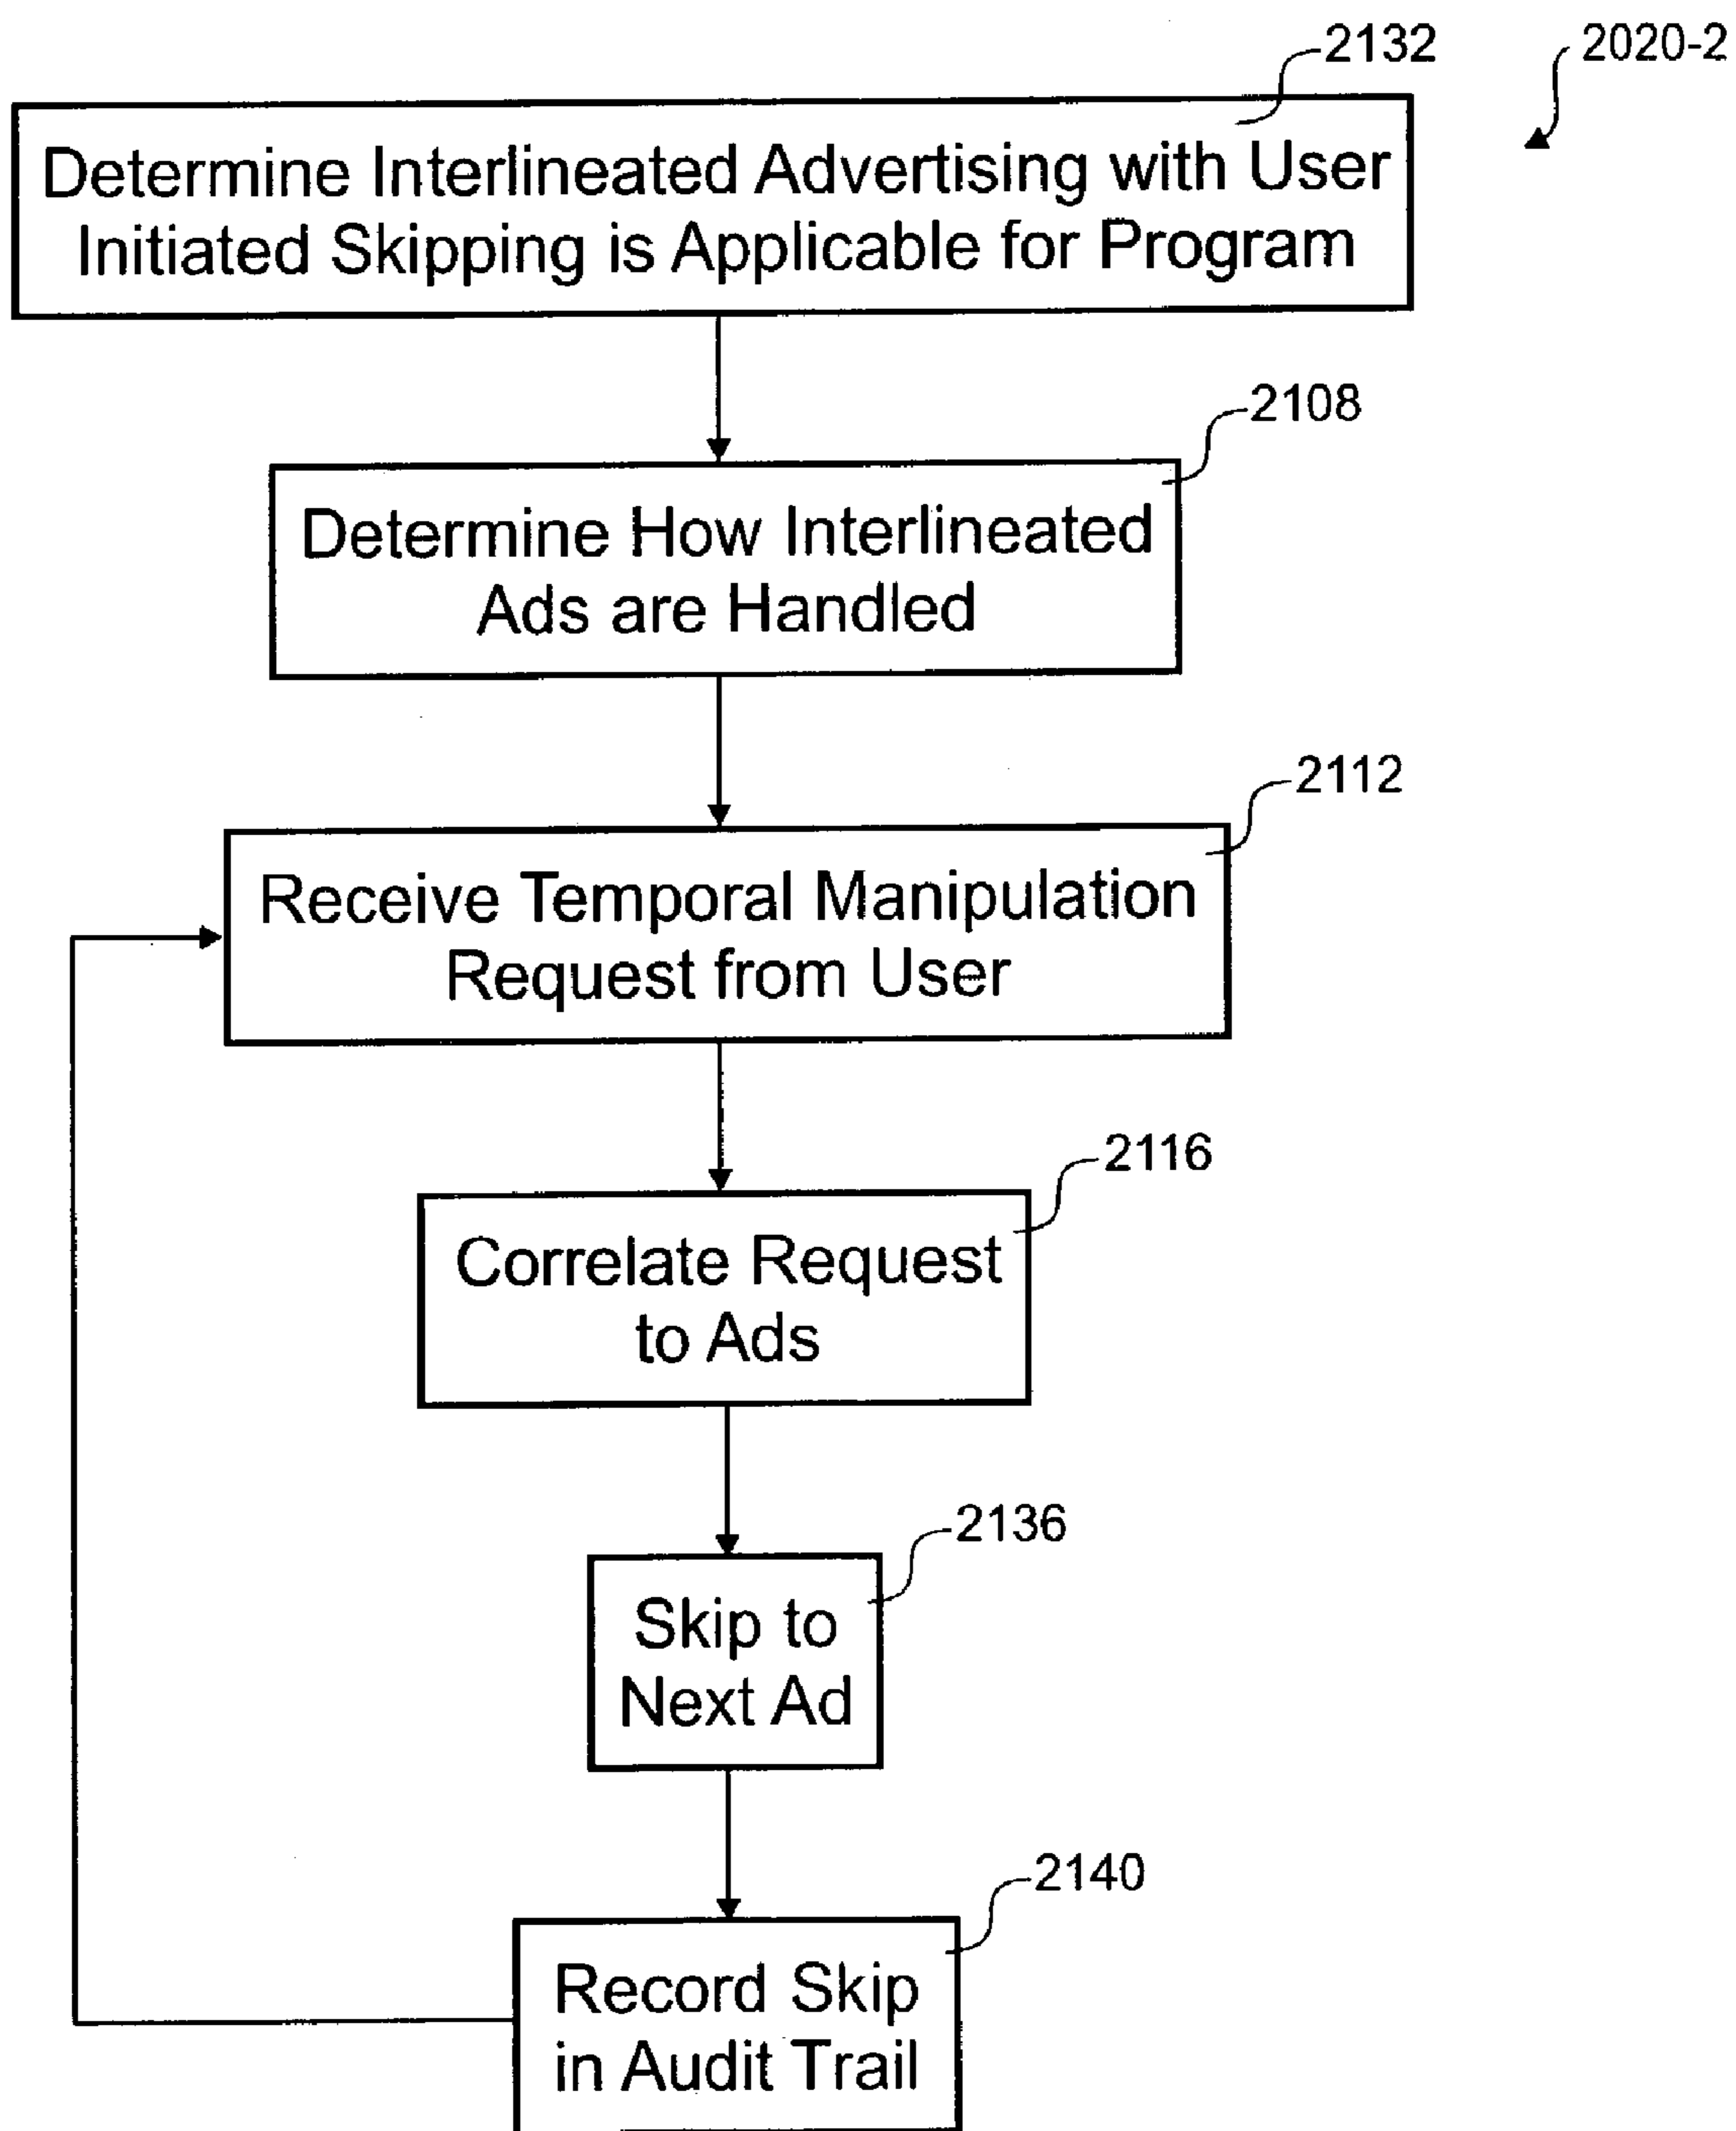 2132
2020-2
Determine Interlineated Advertising with User
Initiated Skipping is Applicable for Program
2108
Determine How Interlineated
Ads are Handled
2112
Receive Temporal Manipulation
Request from User
2116
Correlate Request
to Ads
2136
Skip to
Next Ad
2140
Record Skip
in Audit Trail